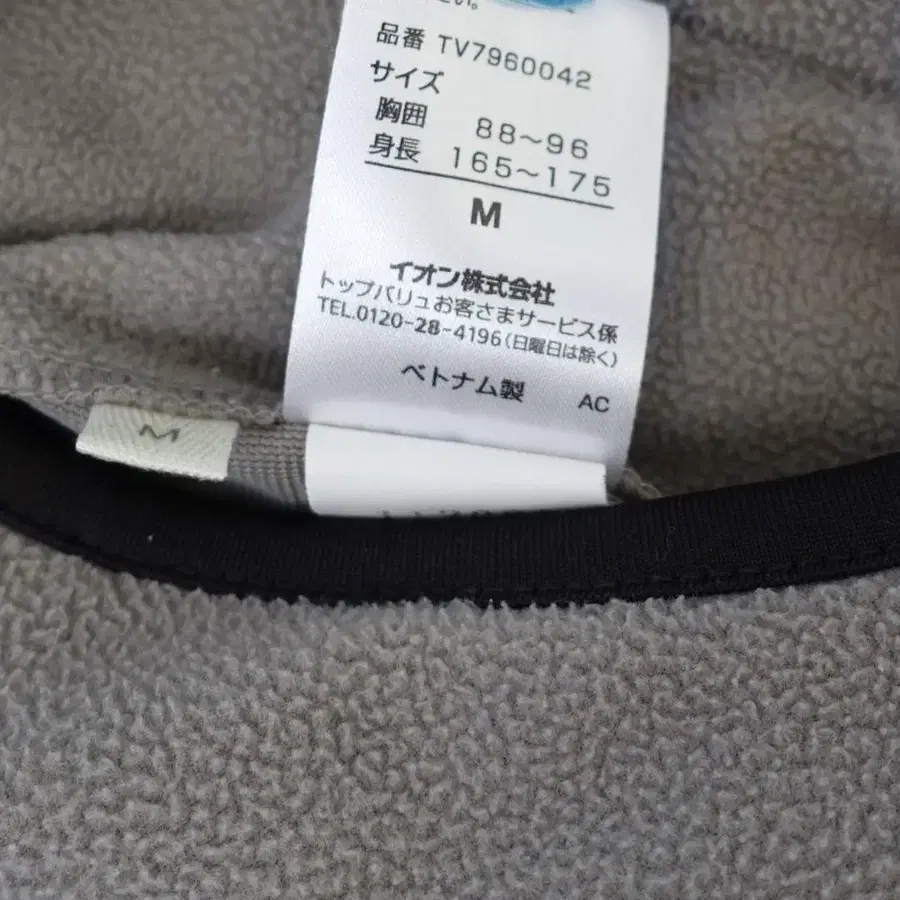 い。
品番 TV7960042
サイズ
胸囲 88~96
身長 165~175
M
イオン株式会社
トップバリュお客さまサービス係
TEL.0120-28-4196(日曜日は除く)
ベトナム製 AC
M